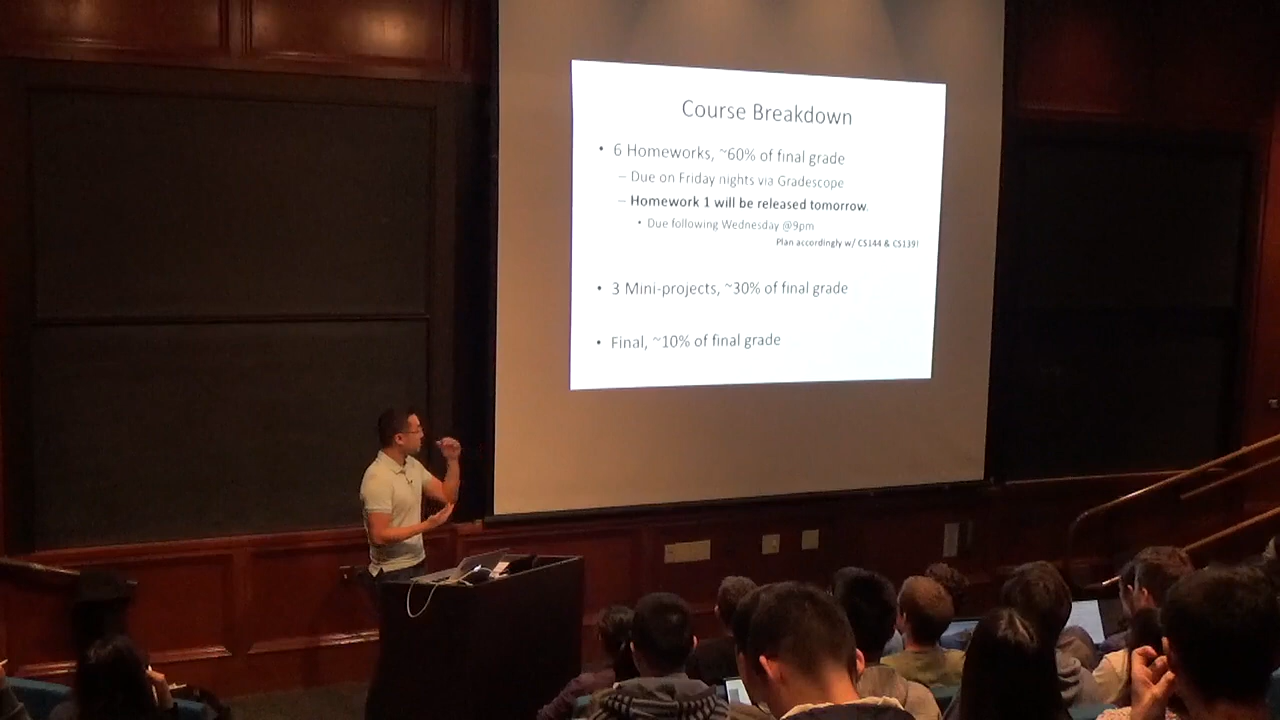 Course Breakdown
• 6 Homeworks, ~60% of final grade
– Due on Friday nights via Gradescope
– Homework 1 will be released tomorrow.
• Due following Wednesday @9pm
Plan accordingly w/ CS144 & CS139!
• 3 Mini-projects, ~30% of final grade
• Final, ~10% of final grade